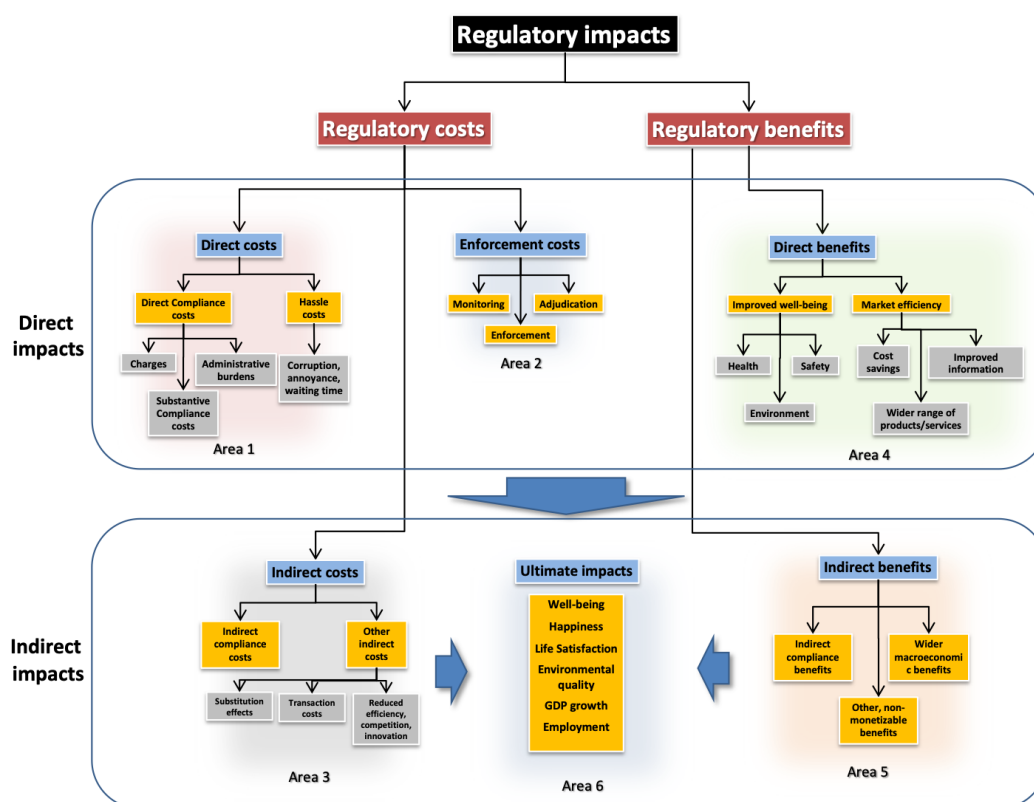 Regulatory impacts
Regulatory costs
Regulatory benefits
Direct
impacts
Direct costs
Enforcement costs
Direct benefits
Direct Compliance
costs
Hassle
costs
Monitoring
Adjudication
Enforcement
Improved well-being
Market efficiency
Charges
Administrative
burdens
Corruption,
annoyance,
waiting time
Substantive
Compliance
costs
Health
Safety
Environment
Cost
savings
Improved
information
Wider range of
products/services
Area 1
Area 2
Area 4
Indirect
impacts
Indirect costs
Ultimate impacts
Indirect benefits
Indirect
compliance
costs
Other
indirect
costs
Substitution
effects
Transaction
costs
Reduced
efficiency,
competition,
innovation
Well-being
Happiness
Life Satisfaction
Environmental
quality
GDP growth
Employment
Indirect
compliance
benefits
Wider
macroeconomi
c benefits
Other, non-
monetizable
benefits
Area 3
Area 6
Area 5